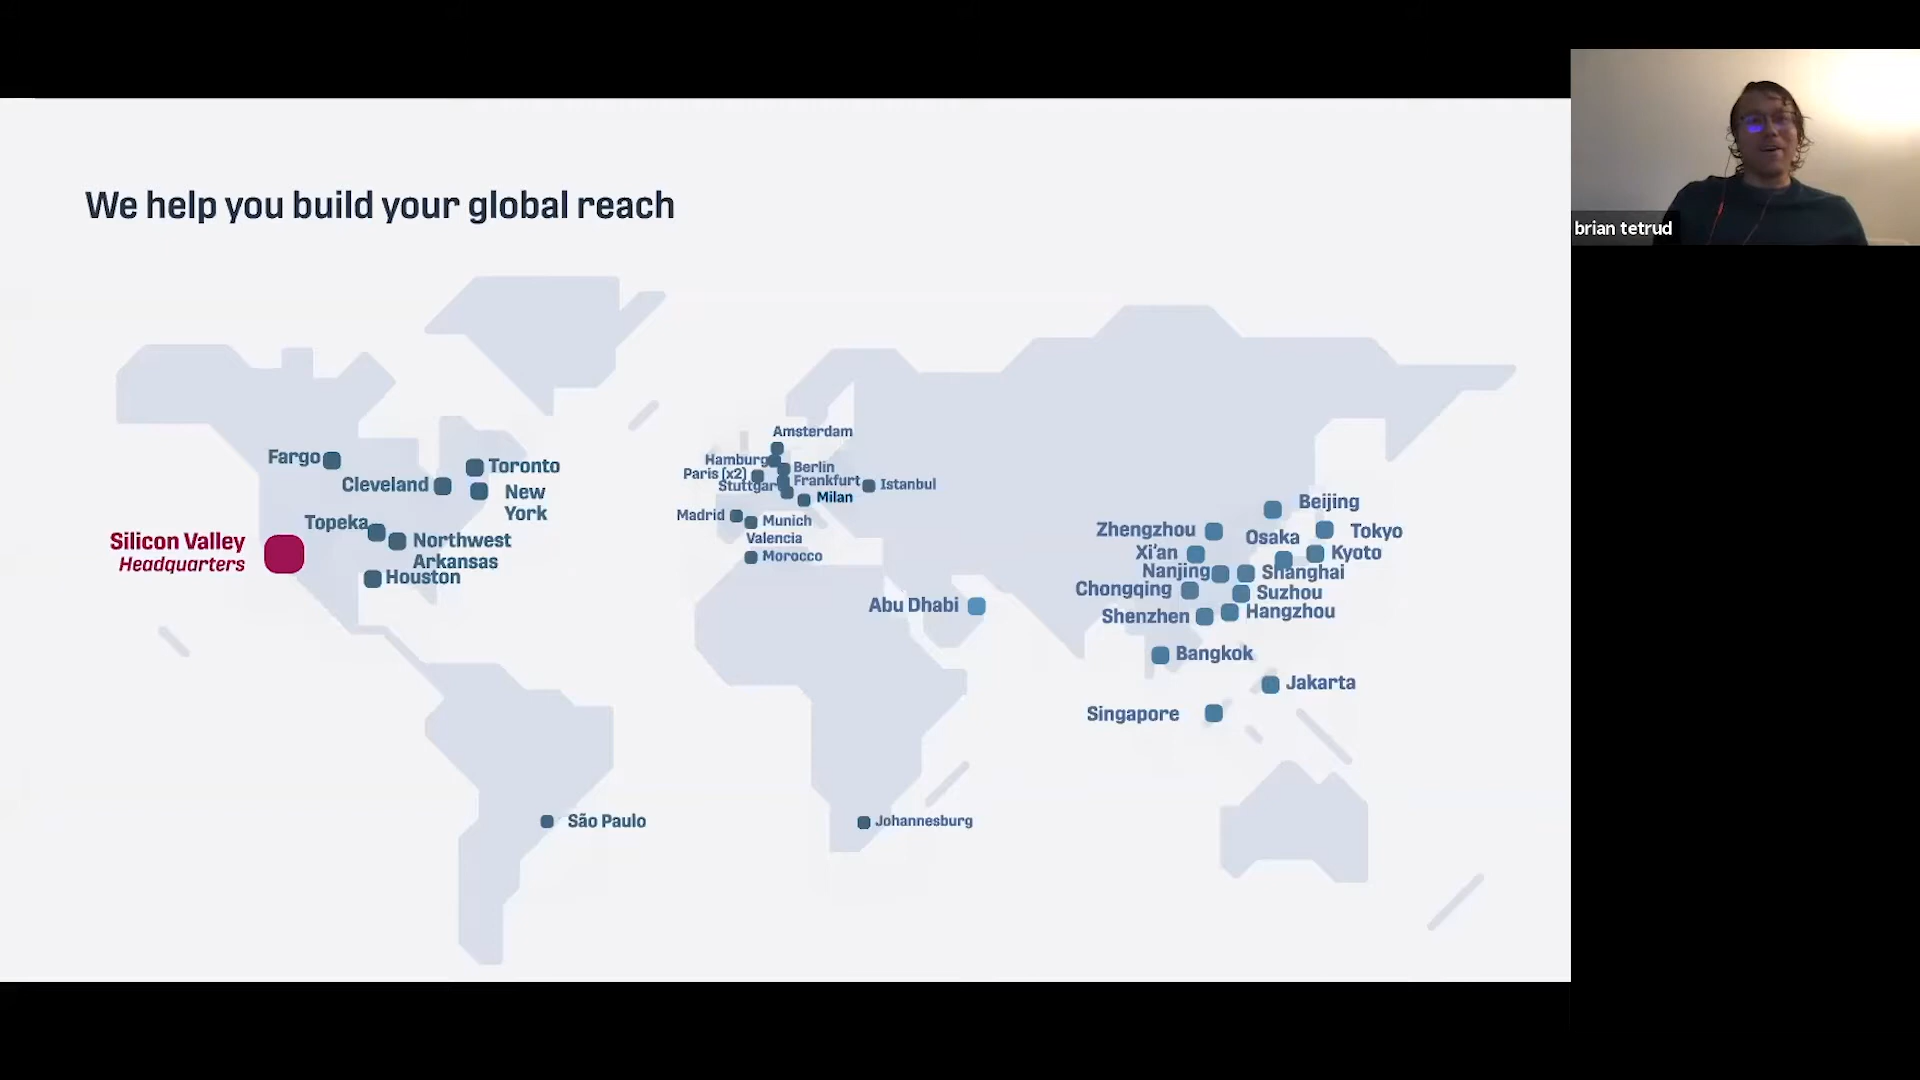 We help you build your global reach
brian tetrud
Fargo
Cleveland
Toronto
New
York
Topeka
Northwest
Arkansas
Houston
Silicon Valley
Headquarters
São Paulo
Amsterdam
Hamburg
Berlin
Paris (x2)
Frankfurt
Stuttgart
Milan
Istanbul
Madrid
Munich
Valencia
Morocco
Abu Dhabi
Johannesburg
Beijing
Zhengzhou
Tokyo
Osaka
Xi'an
Kyoto
Nanjing
Shanghai
Chongqing
Suzhou
Shenzhen
Hangzhou
Bangkok
Jakarta
Singapore